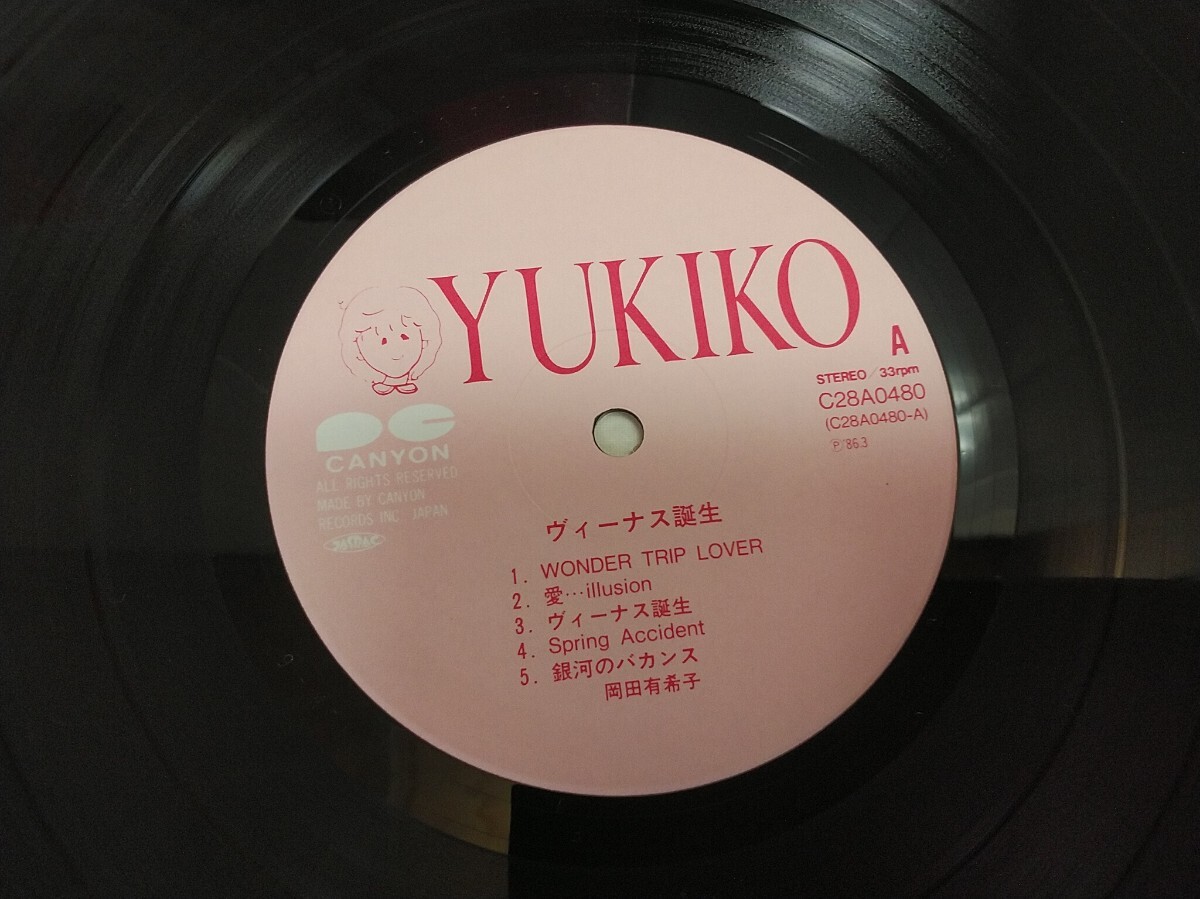 YUKIKO
A
STEREO/33rpm
C28A0480
(C28A0480-A)
Ⓟ'86.3
CANYON
ALL RIGHTS RESERVED
MADE BY CANYON
RECORDS INC. JAPAN
JASRAC
ヴィーナス誕生
1. WONDER TRIP LOVER
2. 愛…illusion
3. ヴィーナス誕生
4. Spring Accident
5. 銀河のバカンス
岡田有希子